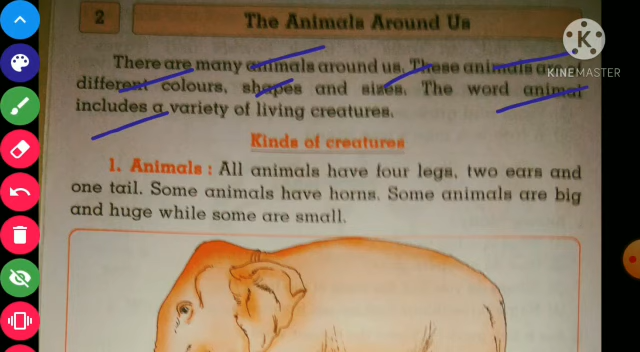 2
The Animals Around Us
There are many animals around us. These animals are
different colours, shapes and sizes. The word animal
includes a variety of living creatures.
Kinds of creatures
1. Animals : All animals have four legs, two ears and
one tail. Some animals have horns. Some animals are big
and huge while some are small.
K
KINEMASTER